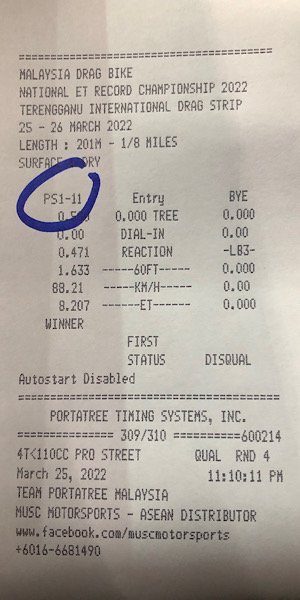 ===================================
MALAYSIA DRAG BIKE
NATIONAL ET RECORD CHAMPIONSHIP 2022
TERENGGANU INTERNATIONAL DRAG STRIP
25 - 26 MARCH 2022
LENGTH : 201M - 1/8 MILES
PS1-11 Entry BYE
0.000 TREE 0.000
0.00 DIAL-IN 0.00
0.471 REACTION -LB3-
1.633 ------60FT------ 0.000
88.21 ------KM/H------ 0.00
8.207 -------ET------- 0.000
WINNER
FIRST
STATUS DISQUAL
Autostart Disabled
===================================
PORTATREE TIMING SYSTEMS, INC.
============== 309/310 ==========600214
4T<110CC PRO STREET QUAL RND 4
March 25, 2022 11:10:11 PM
TEAM PORTATREE MALAYSIA
MUSC MOTORSPORTS - ASEAN DISTRIBUTOR
www.facebook.com/muscmotorsports
+6016-6681490